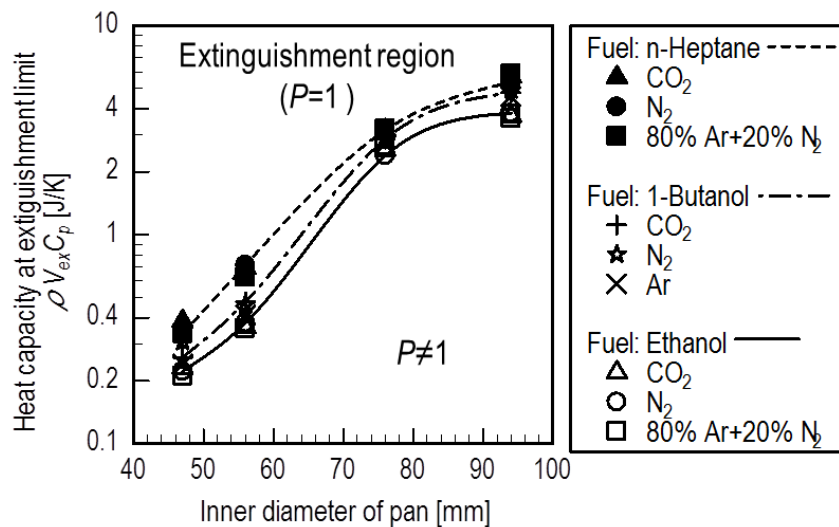 Heat capacity at extiguishment limit
ρ V_ex C_p [J/K]
10
4
2
1
0.4
0.2
0.1
Extinguishment region
(P=1 )
P≠1
40 50 60 70 80 90 100
Inner diameter of pan [mm]
Fuel: n-Heptane
CO₂
N₂
80% Ar+20% N₂
Fuel: 1-Butanol
CO₂
N₂
Ar
Fuel: Ethanol
CO₂
N₂
80% Ar+20% N₂